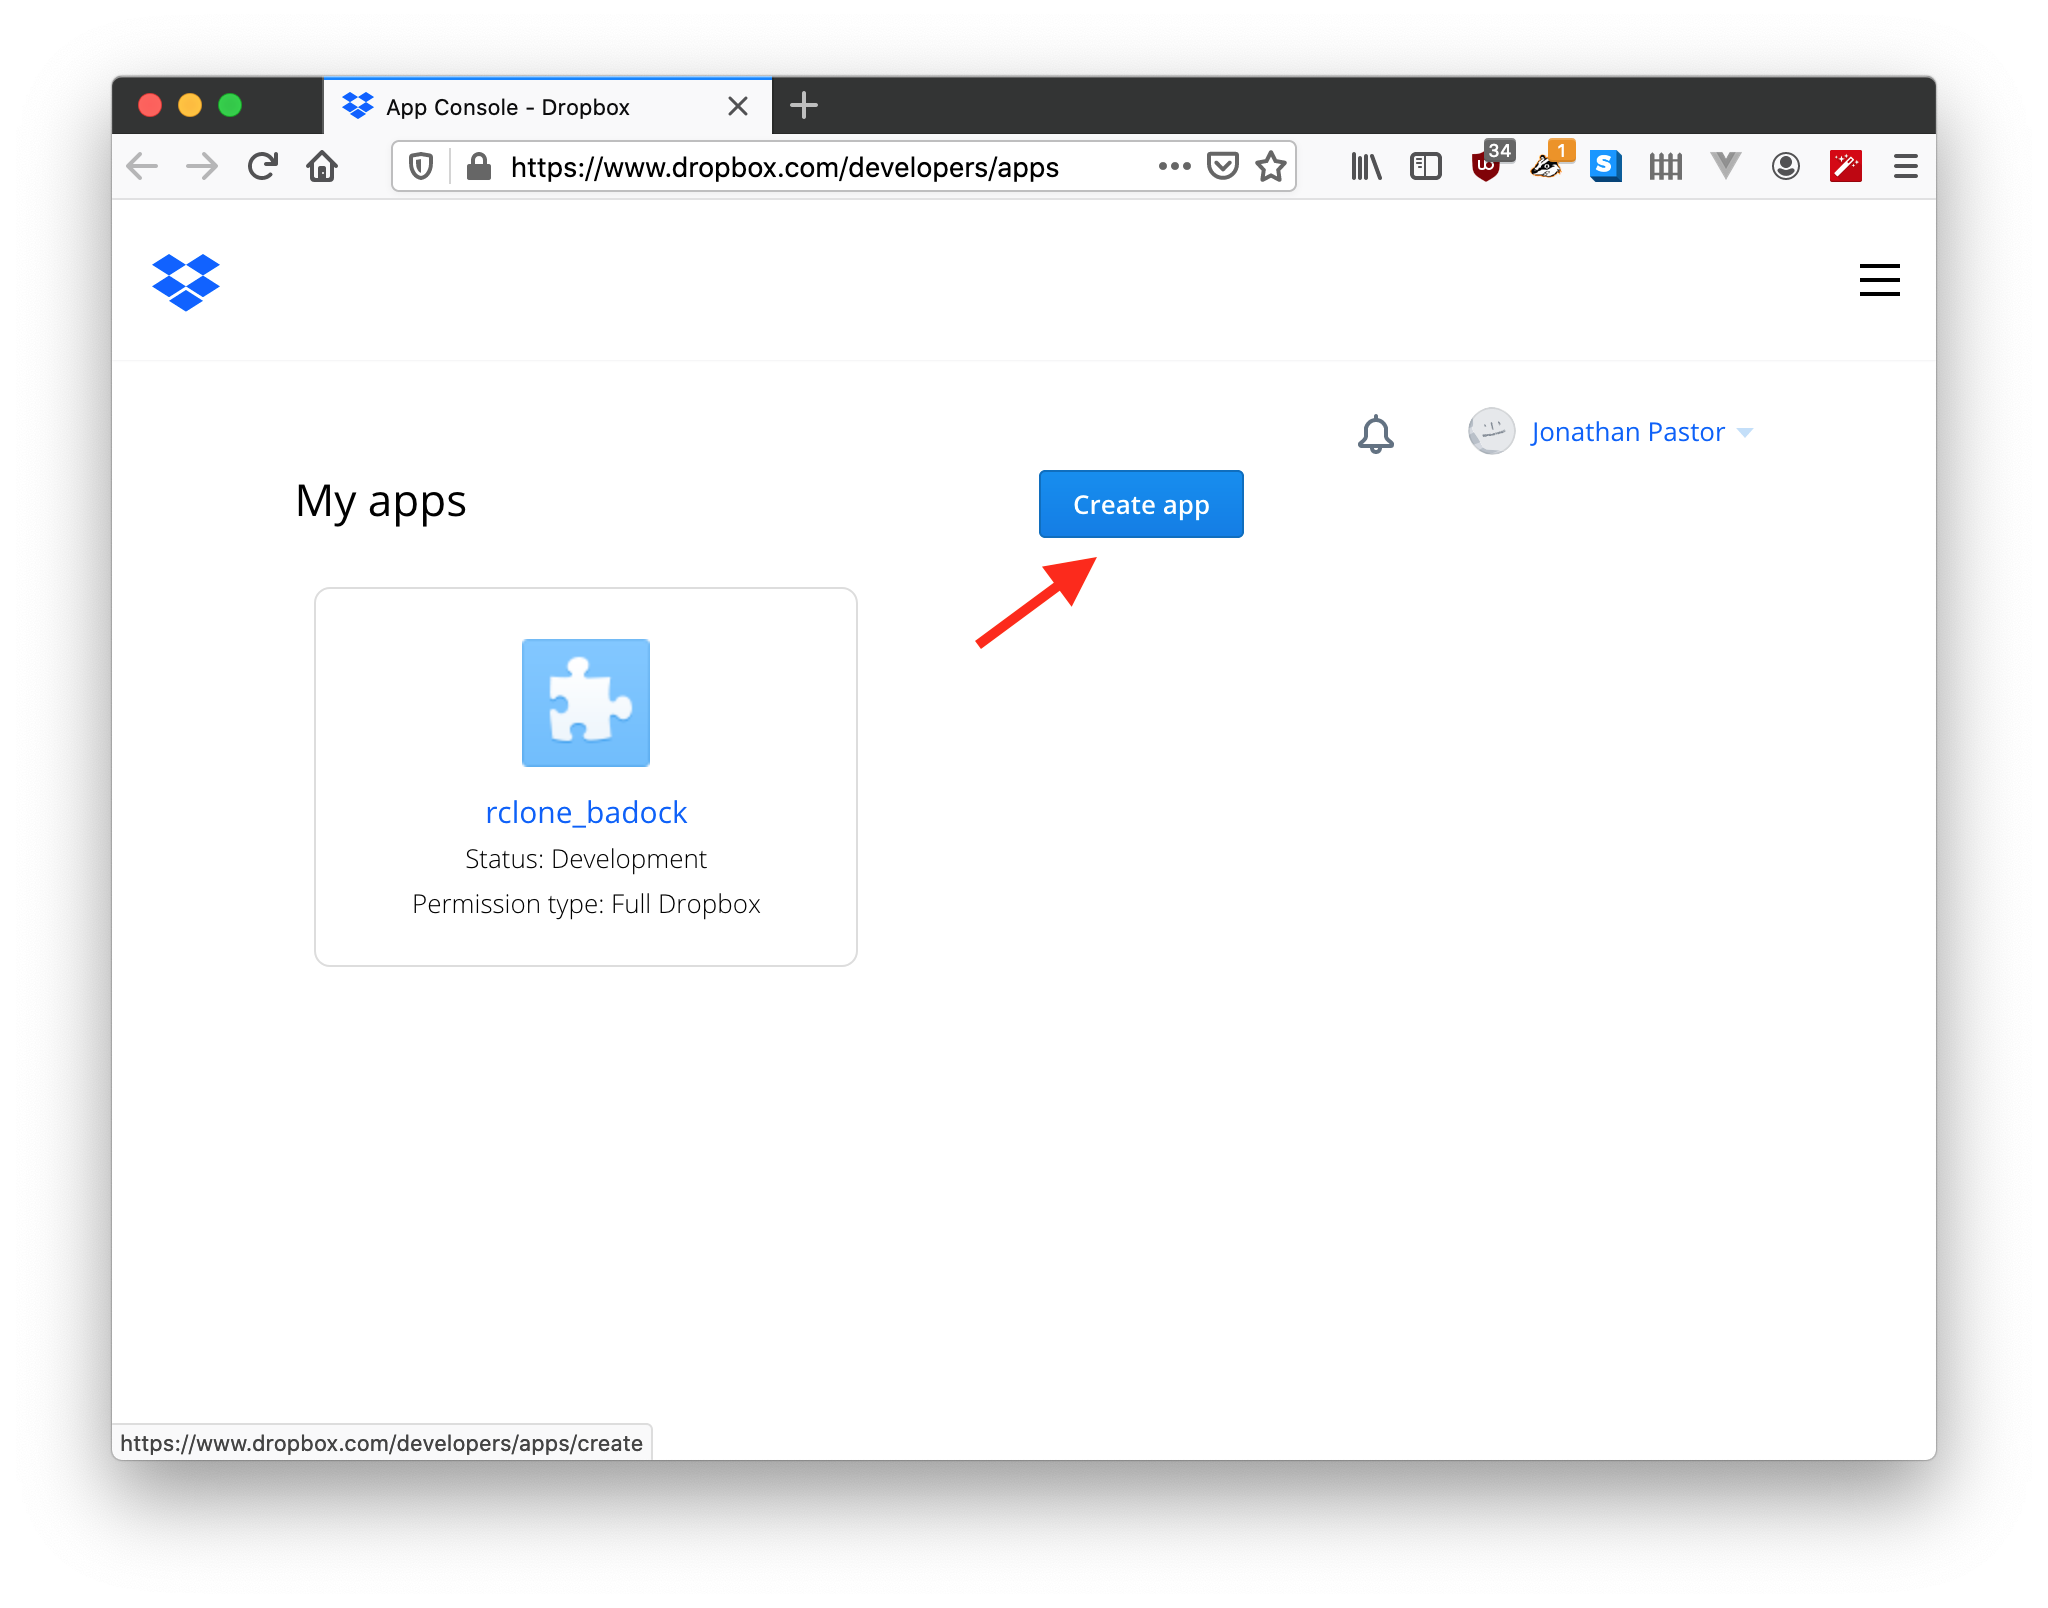 App Console - Dropbox
https://www.dropbox.com/developers/apps
34
1
S
Jonathan Pastor
My apps
Create app
rclone_badock
Status: Development
Permission type: Full Dropbox
https://www.dropbox.com/developers/apps/create